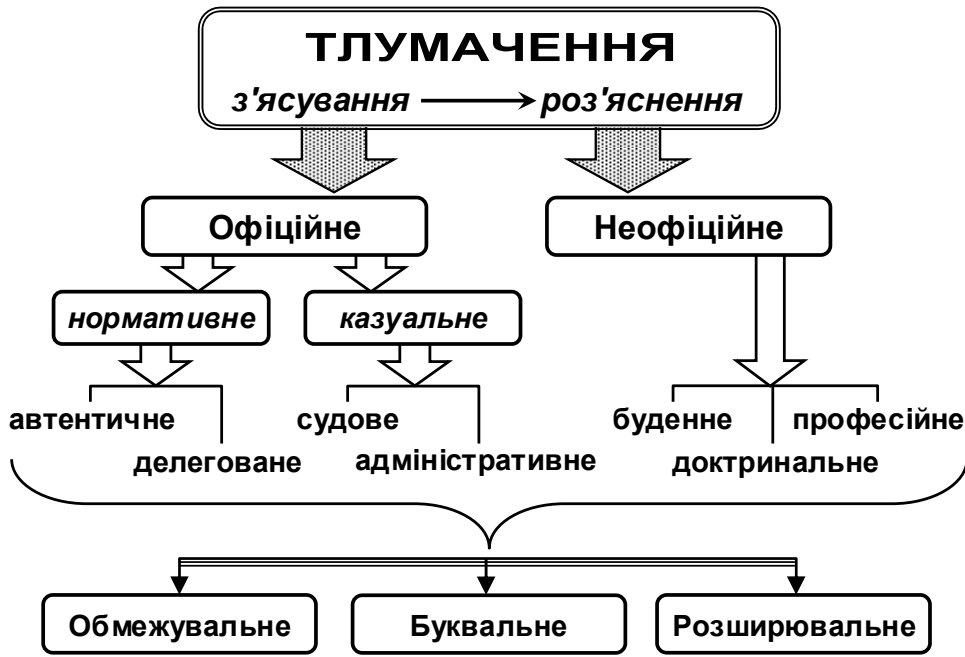 ТЛУМАЧЕННЯ
з'ясування роз'яснення
Офіційне Неофіційне
нормативне казуальне
автентичне судове буденне професійне
делеговане адміністративне доктринальне
Обмежувальне Буквальне Розширювальне